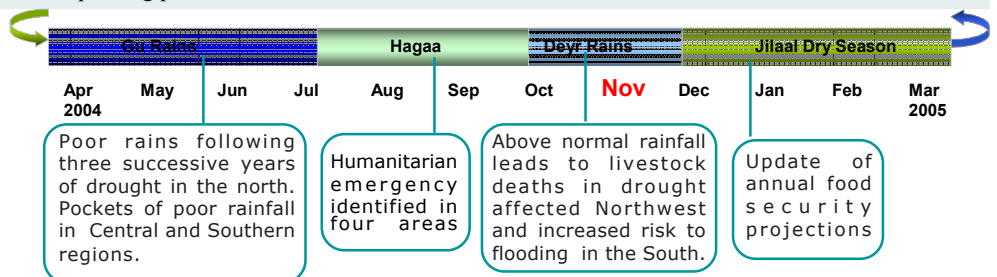 Gu Rains
Hagaa
Deyr Rains
Jilaal Dry Season
Apr
2004
May
Jun
Jul
Aug
Sep
Oct
Nov
Dec
Jan
Feb
Mar
2005
Poor rains following
three successive years
of drought in the north.
Pockets of poor rainfall
in Central and Southern
regions.
Humanitarian
emergency
identified in
four areas
Above normal rainfall
leads to livestock
deaths in drought
affected Northwest
and increased risk to
flooding in the South.
Update of
annual food
security
projections